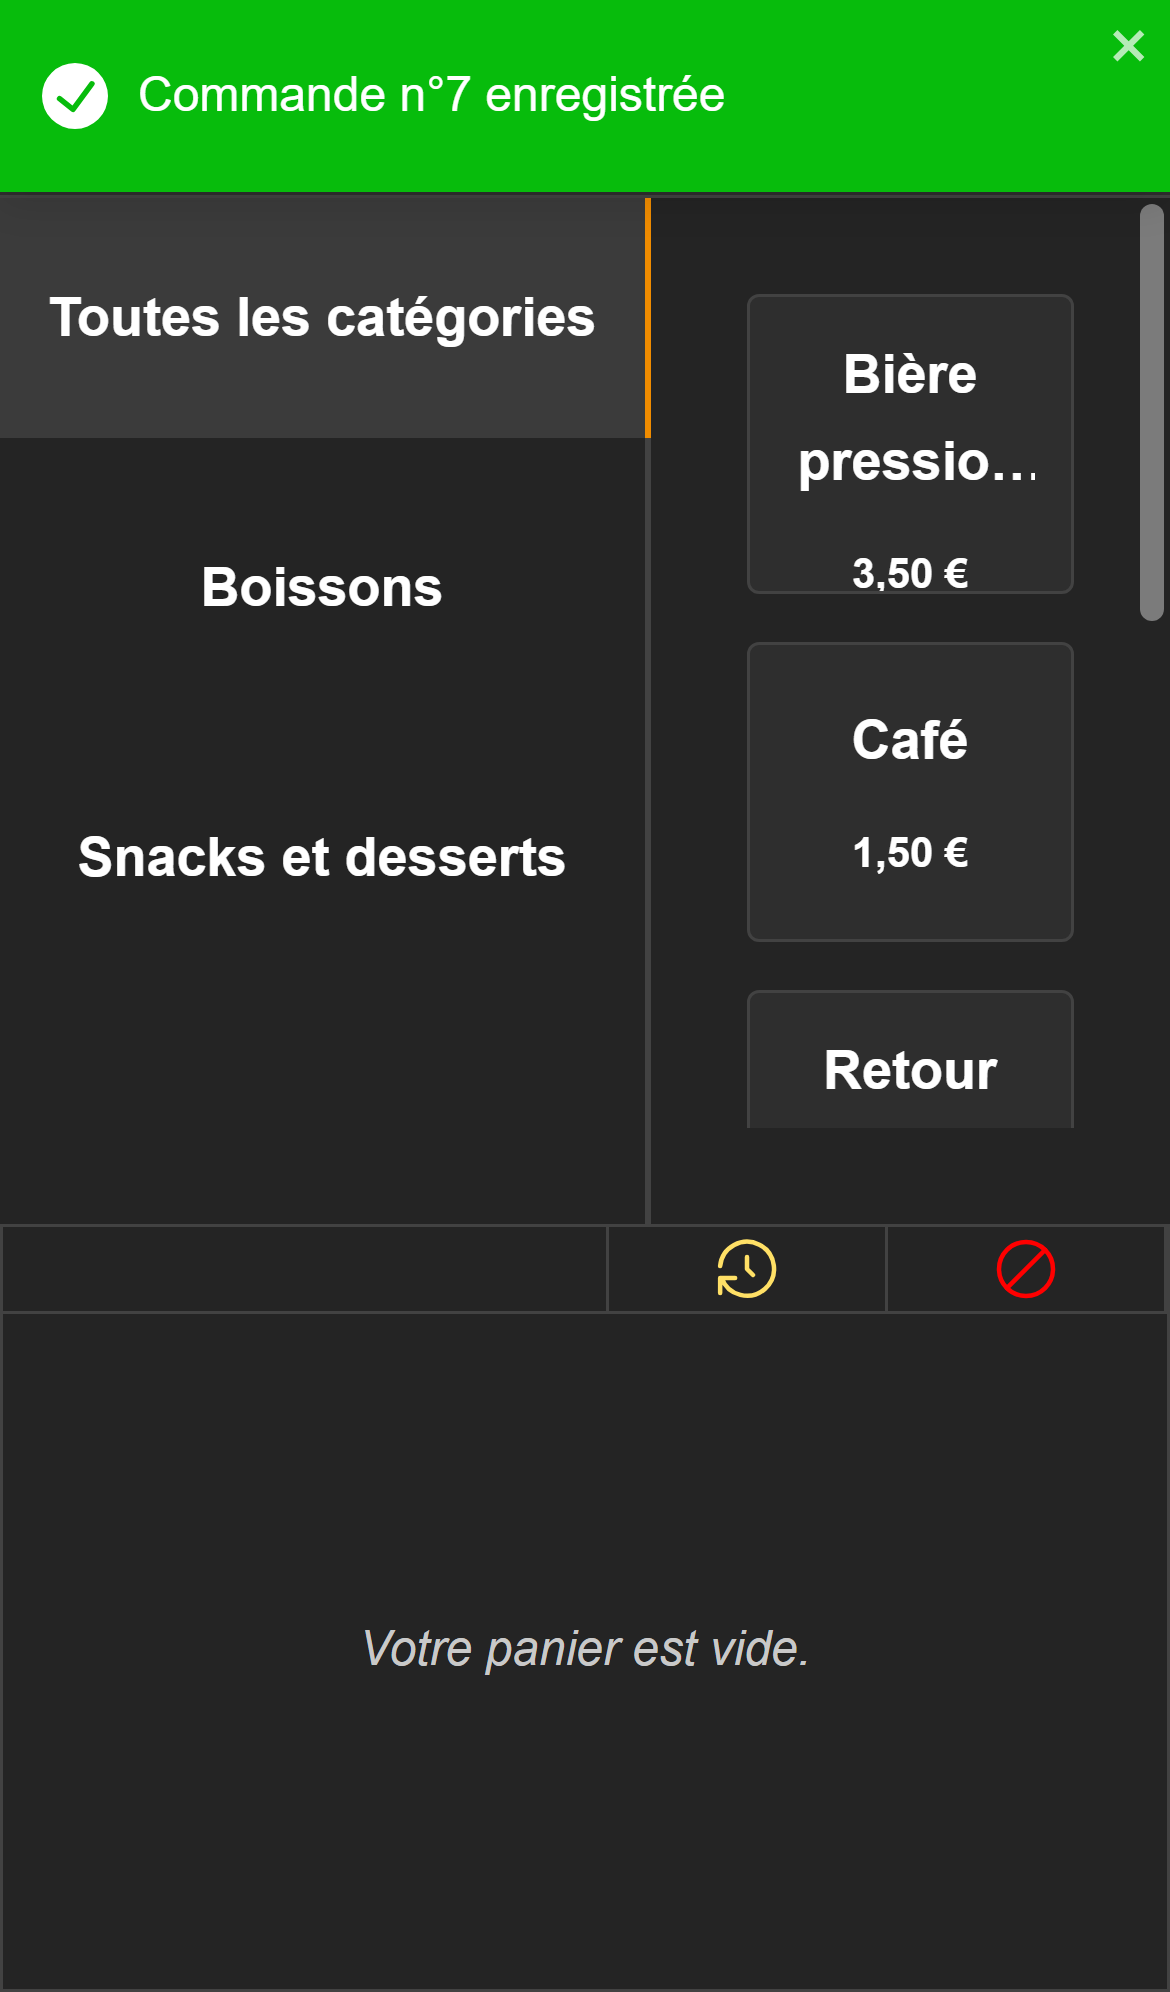 Commande n°7 enregistrée
Toutes les catégories
Boissons
Snacks et desserts
Bière
pressio…
3,50 €
Café
1,50 €
Retour
Votre panier est vide.